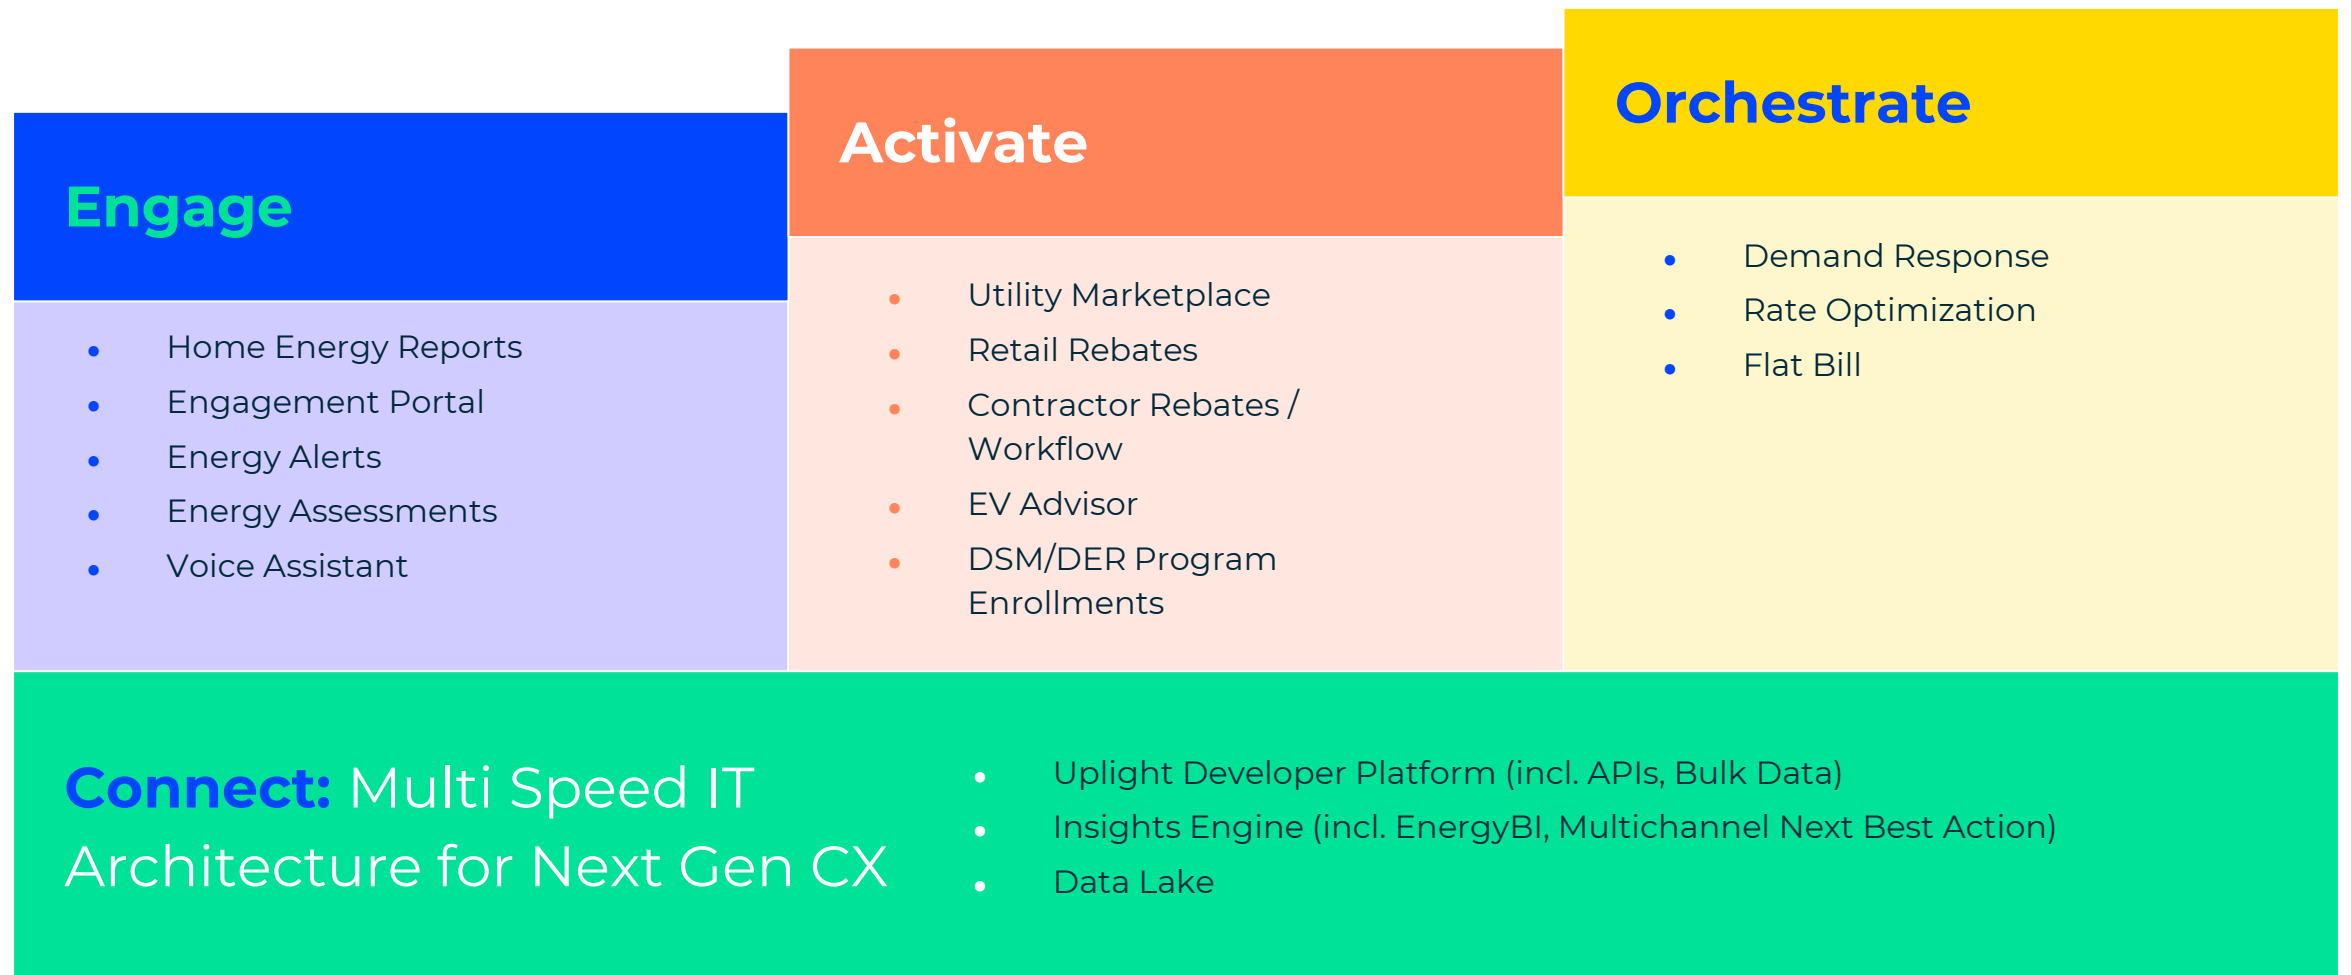 Engage
Home Energy Reports
Engagement Portal
Energy Alerts
Energy Assessments
Voice Assistant
Activate
Utility Marketplace
Retail Rebates
Contractor Rebates /
Workflow
EV Advisor
DSM/DER Program
Enrollments
Orchestrate
Demand Response
Rate Optimization
Flat Bill
Connect: Multi Speed IT
Architecture for Next Gen CX
Uplight Developer Platform (incl. APIs, Bulk Data)
Insights Engine (incl. EnergyBI, Multichannel Next Best Action)
Data Lake